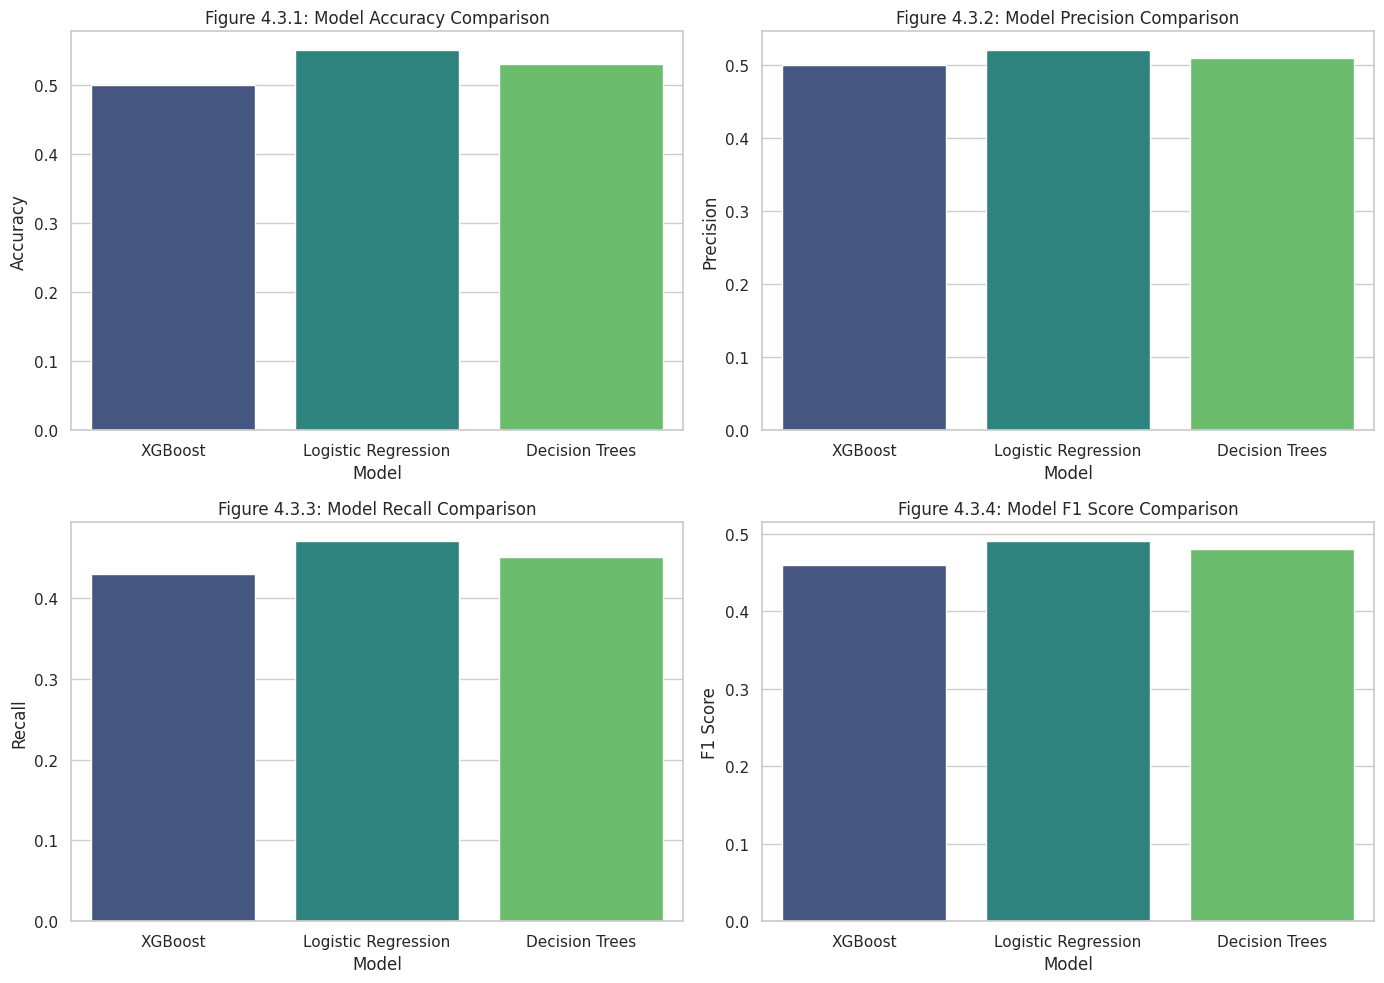 Figure 4.3.1: Model Accuracy Comparison
0.5
0.4
0.3
0.2
0.1
0.0
Accuracy
XGBoost Logistic Regression Decision Trees
Model
Figure 4.3.2: Model Precision Comparison
0.5
0.4
0.3
0.2
0.1
0.0
Precision
XGBoost Logistic Regression Decision Trees
Model
Figure 4.3.3: Model Recall Comparison
0.4
0.3
0.2
0.1
0.0
Recall
XGBoost Logistic Regression Decision Trees
Model
Figure 4.3.4: Model F1 Score Comparison
0.5
0.4
0.3
0.2
0.1
0.0
F1 Score
XGBoost Logistic Regression Decision Trees
Model